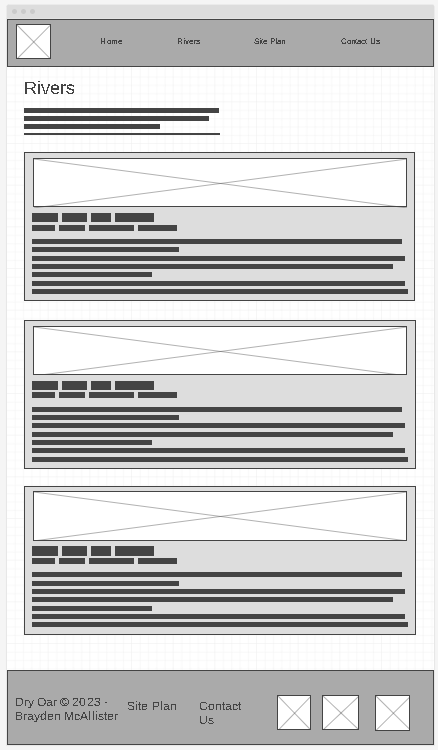 Home Rivers Site Plan Contact Us
Rivers
Dry Oar © 2023 -
Brayden McAllister
Site Plan
Contact
Us